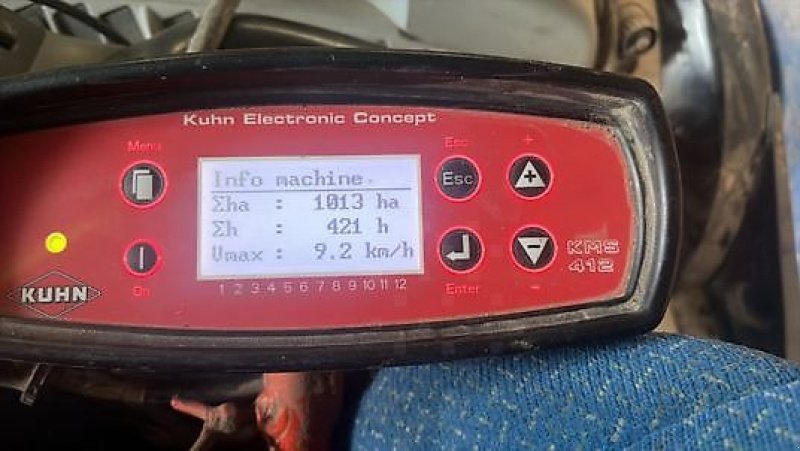 Kuhn Electronic Concept
Menu
Esc
+
Info machine
Esc
Σha : 1013 ha
Σh : 421 h
Vmax : 9.2 km/h
KMS
412
KUHN
On
1 2 3 4 5 6 7 8 9 10 11 12
Enter
-